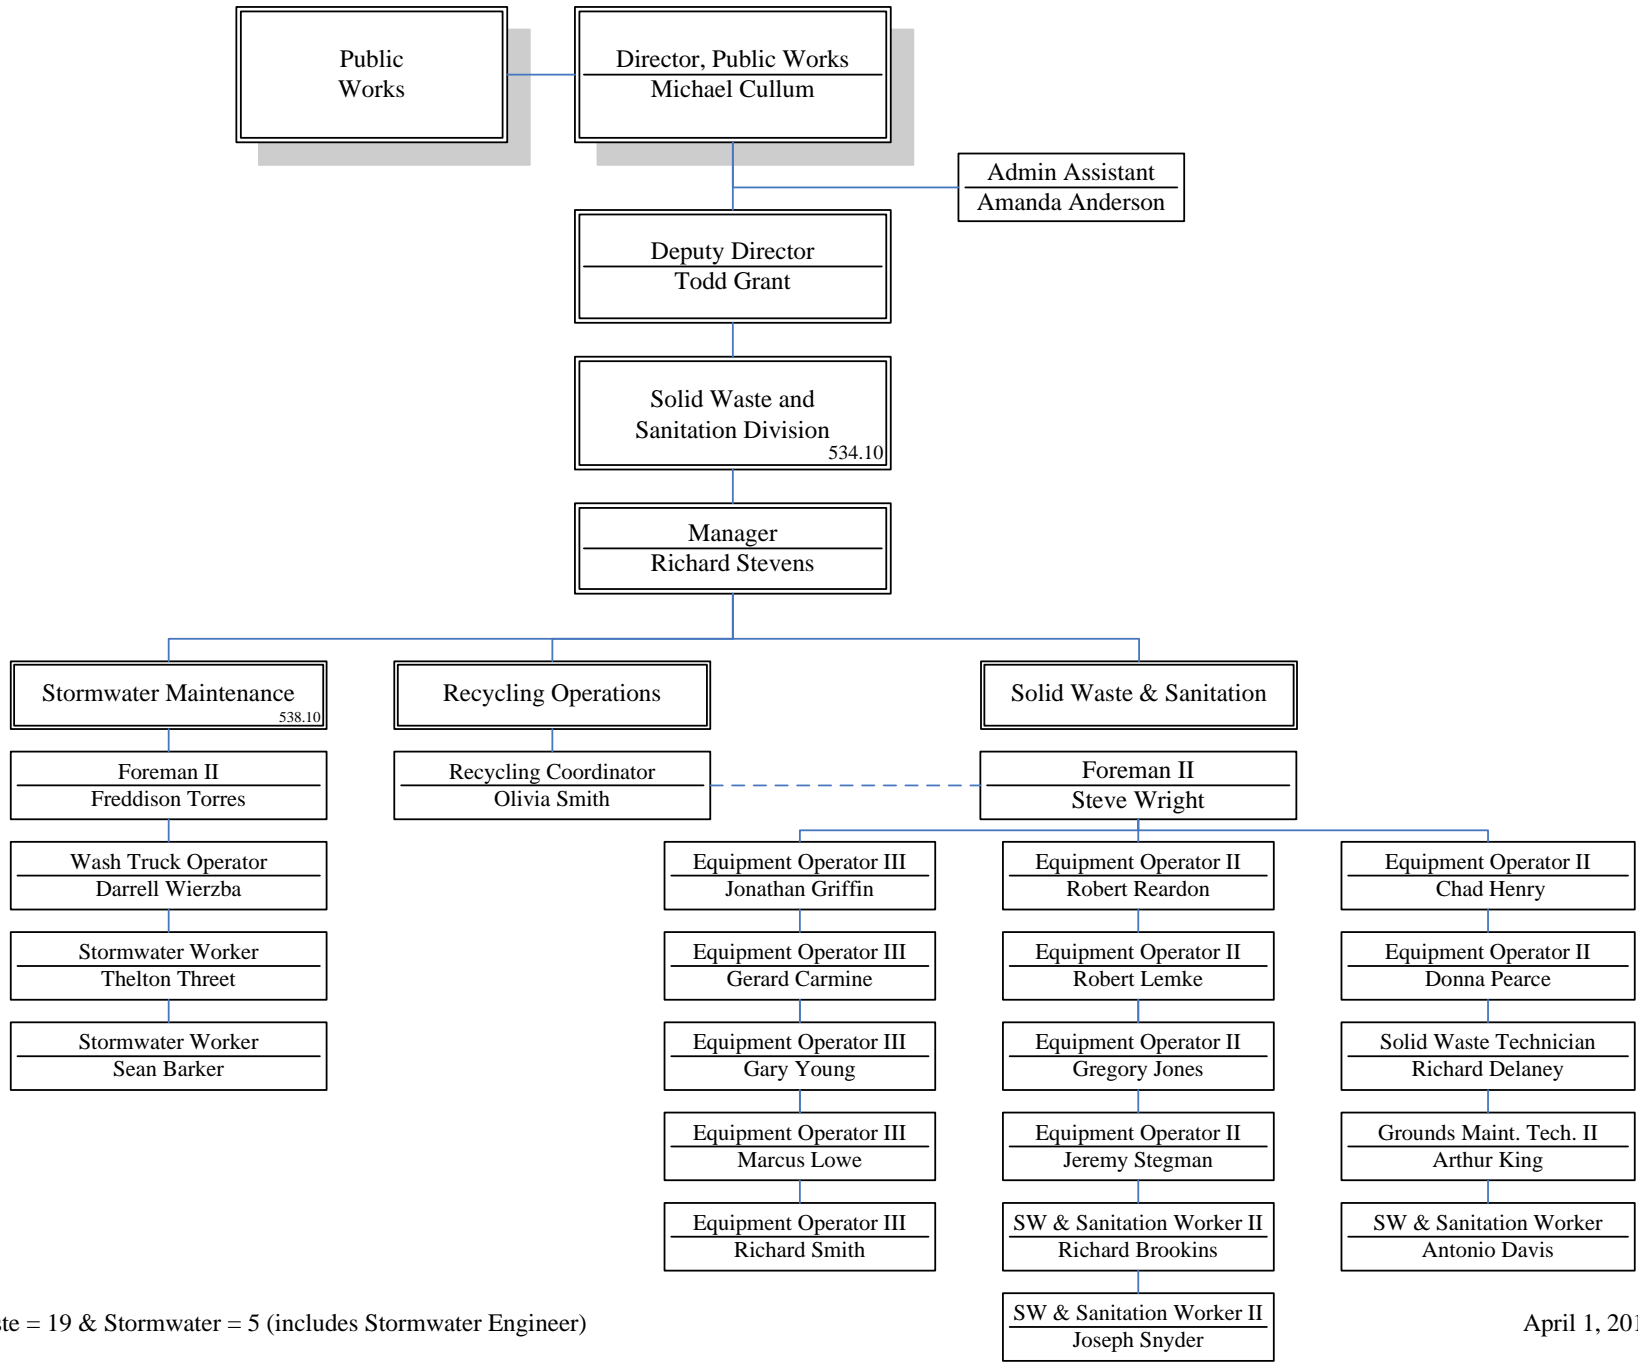 Public
Works
Director, Public Works
Michael Cullum
Admin Assistant
Amanda Anderson
Deputy Director
Todd Grant
Solid Waste and
Sanitation Division
534.10
Manager
Richard Stevens
Stormwater Maintenance
538.10
Recycling Operations
Solid Waste & Sanitation
Foreman II
Freddison Torres
Recycling Coordinator
Olivia Smith
Foreman II
Steve Wright
Wash Truck Operator
Darrell Wierzba
Stormwater Worker
Thelton Threet
Stormwater Worker
Sean Barker
Equipment Operator III
Jonathan Griffin
Equipment Operator III
Gerard Carmine
Equipment Operator III
Gary Young
Equipment Operator III
Marcus Lowe
Equipment Operator III
Richard Smith
Equipment Operator II
Robert Reardon
Equipment Operator II
Robert Lemke
Equipment Operator II
Gregory Jones
Equipment Operator II
Jeremy Stegman
SW & Sanitation Worker II
Richard Brookins
SW & Sanitation Worker II
Joseph Snyder
Equipment Operator II
Chad Henry
Equipment Operator II
Donna Pearce
Solid Waste Technician
Richard Delaney
Grounds Maint. Tech. II
Arthur King
SW & Sanitation Worker
Antonio Davis
= 19 & Stormwater = 5 (includes Stormwater Engineer)
April 1,